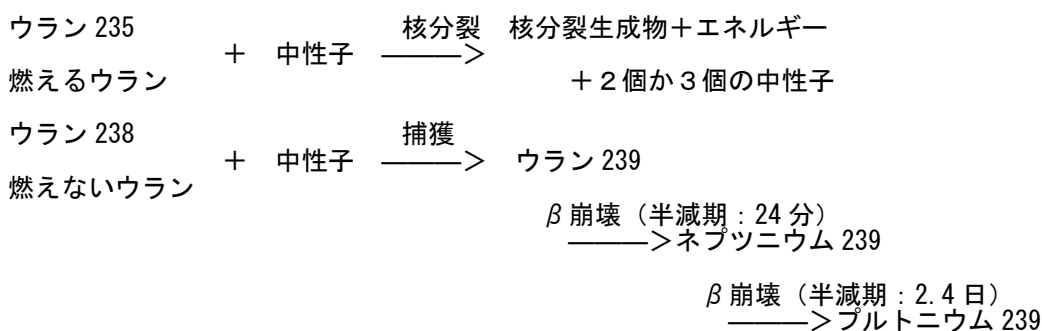 ウラン 235 核分裂 核分裂生成物＋エネルギー
＋ 中性子 ―――＞
燃えるウラン ＋２個か３個の中性子
ウラン 238 捕獲
＋ 中性子 ―――＞ ウラン 239
燃えないウラン
β崩壊（半減期：24 分）
―――＞ネプツニウム 239
β崩壊（半減期：2.4 日）
―――＞プルトニウム 239